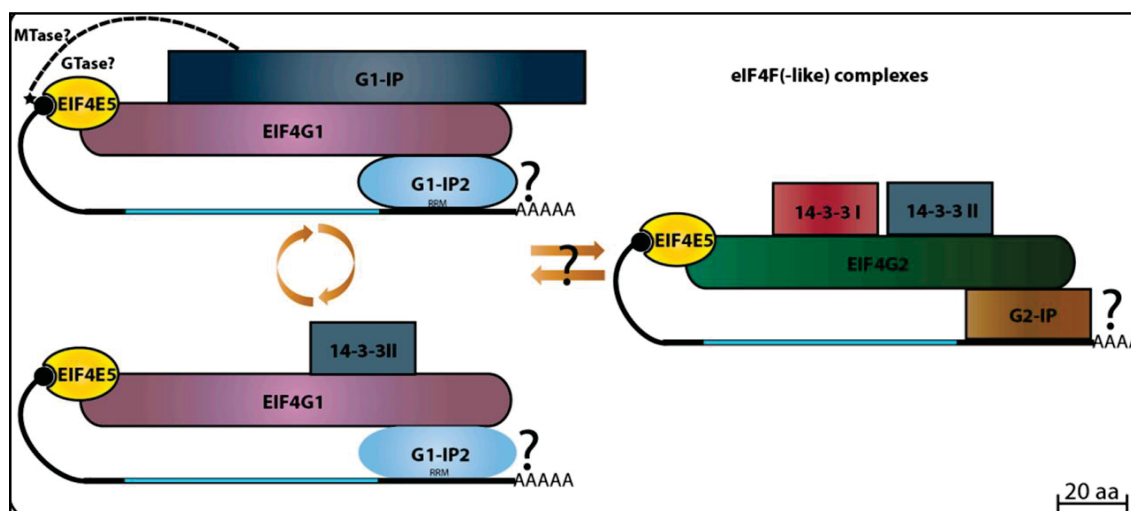 MTase?
GTase?
EIF4E5
G1-IP
EIF4G1
G1-IP2
RRM
?
AAAAA
eIF4F(-like) complexes
14-3-3 I
14-3-3 II
EIF4E5
EIF4G2
G2-IP
?
AAAA
?
14-3-3II
EIF4E5
EIF4G1
G1-IP2
RRM
?
AAAAA
20 aa